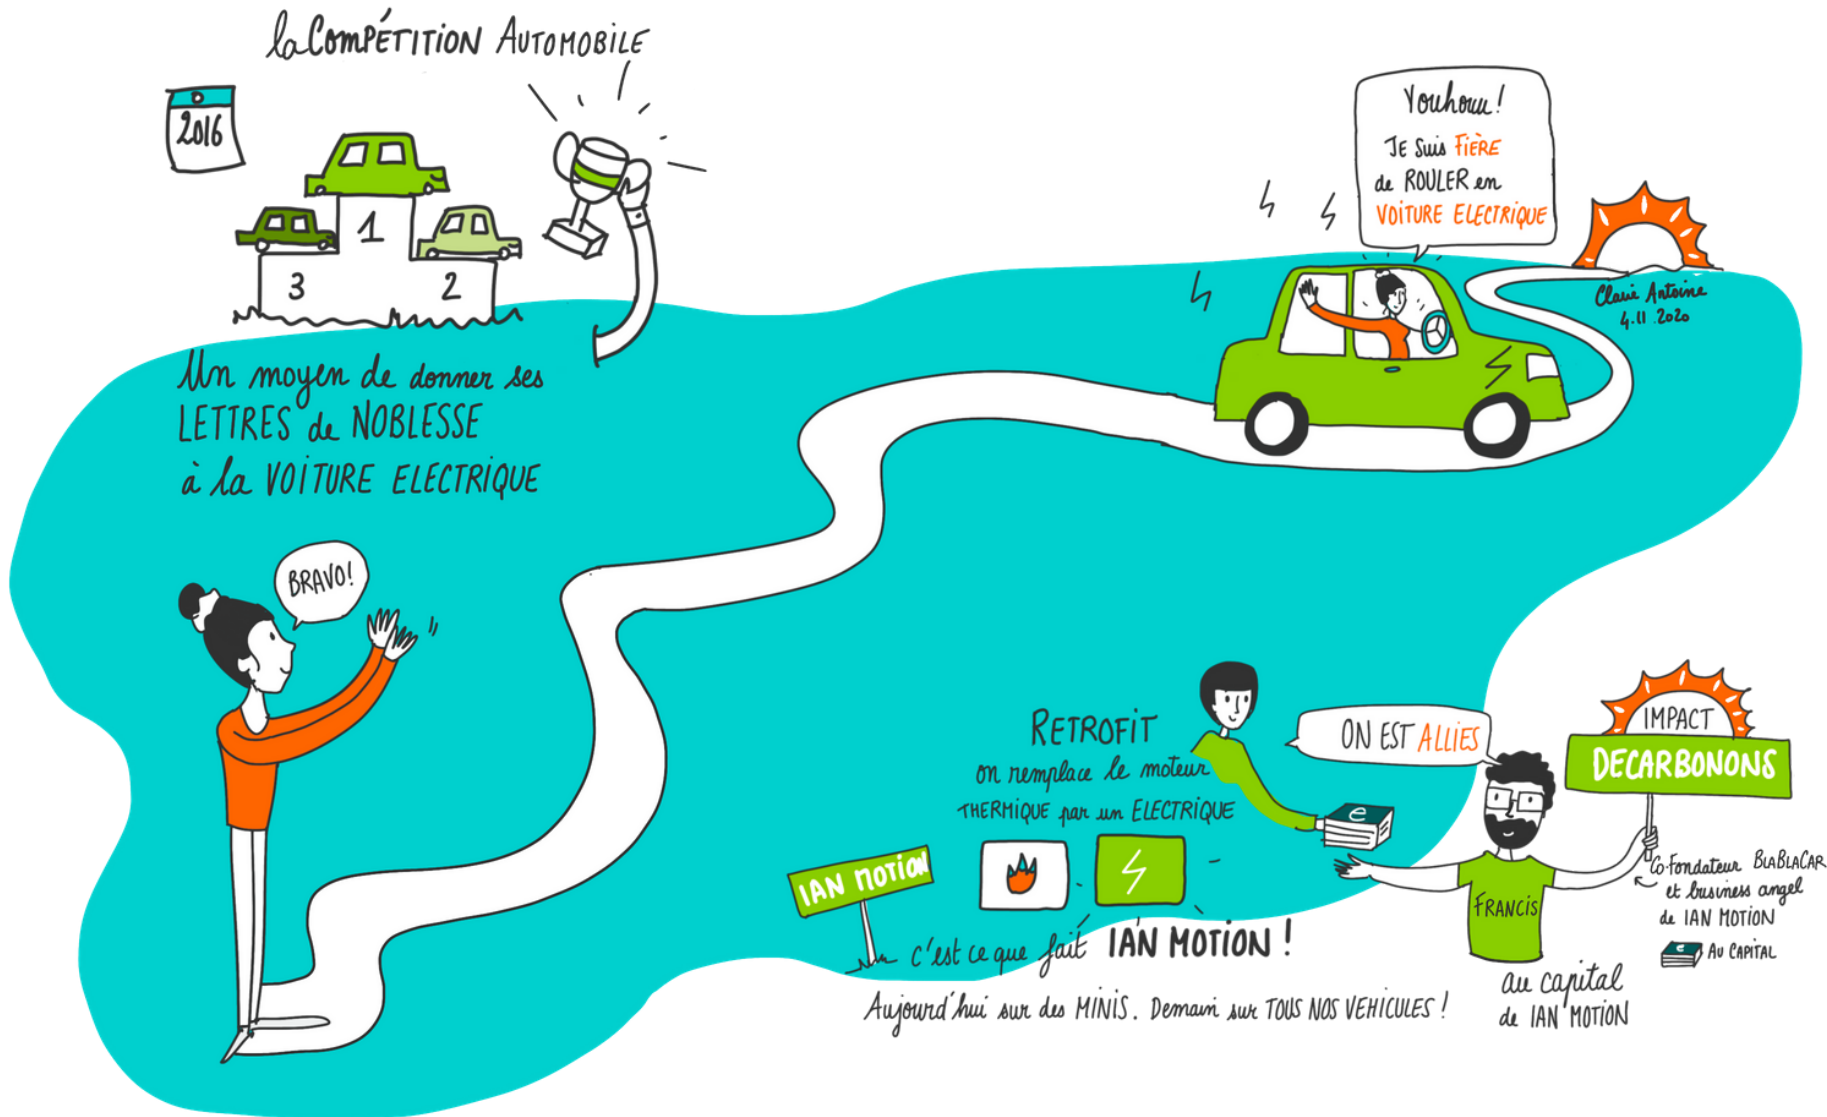 la COMPÉTITION AUTOMOBILE
2016
1
3
2
Un moyen de donner ses
LETTRES de NOBLESSE
à la VOITURE ELECTRIQUE
BRAVO!
Youhouu!
JE Suis FIÈRE
de ROULER en
VOITURE ELECTRIQUE
Claire Antoine
4.11.2020
RETROFIT
on remplace le moteur
THERMIQUE par un ELECTRIQUE
IAN MOTION
c'est ce que fait IAN MOTION !
Aujourd'hui sur des MINIS. Demain sur TOUS NOS VEHICULES !
ON EST ALLIES
e
IMPACT
DECARBONONS
FRANCIS
Co-Fondateur BLABLACAR
et business angel
de IAN MOTION
e AU CAPITAL
au capital
de IAN MOTION